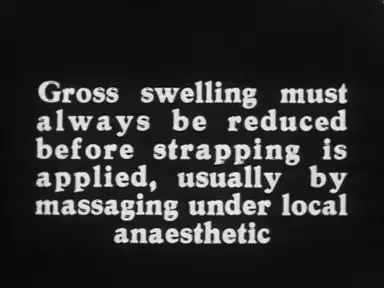 Gross swelling must
always be reduced
before strapping is
applied, usually by
massaging under local
anaesthetic